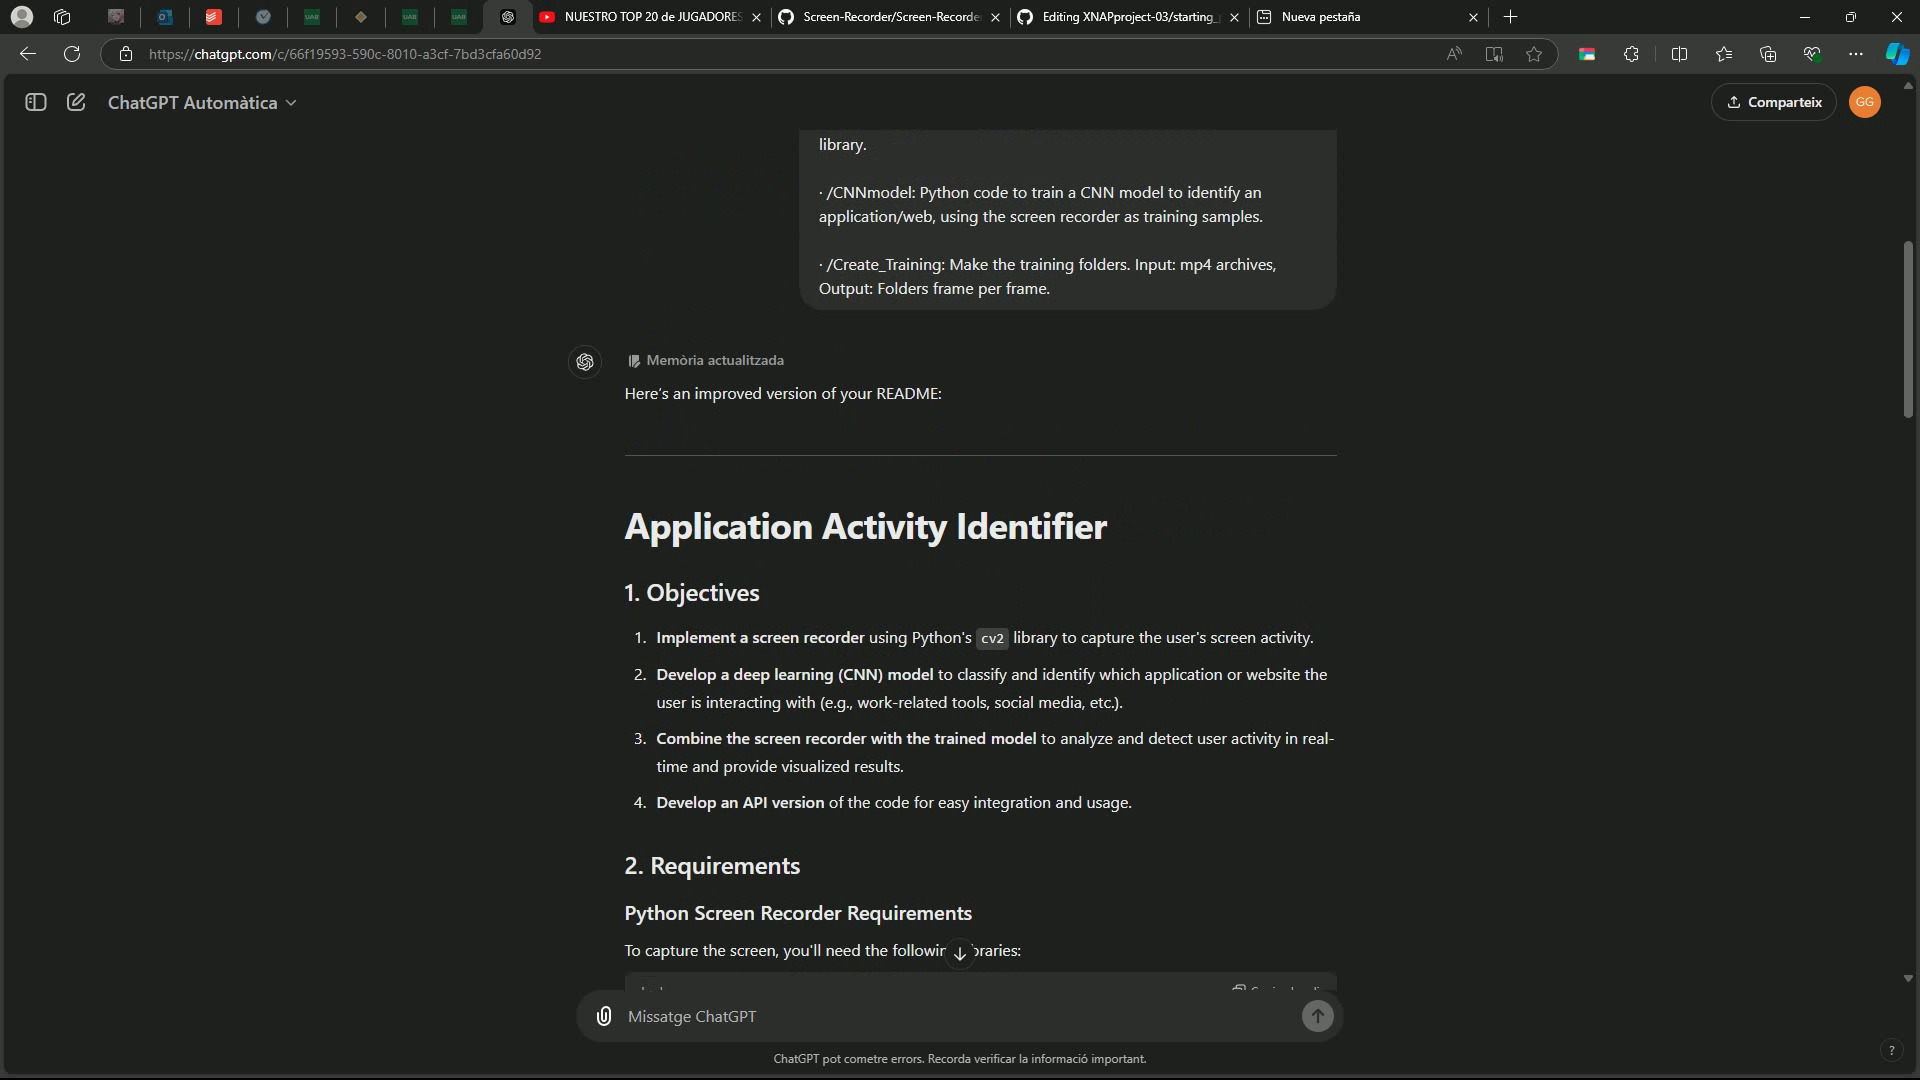 NUESTRO TOP 20 de JUGADORES
Screen-Recorder/Screen-Recorde
Editing XNAPproject-03/starting_
Nueva pestaña
https://chatgpt.com/c/66f19593-590c-8010-a3cf-7bd3cfa60d92
ChatGPT Automàtica
Comparteix
GG
library.
· /CNNmodel: Python code to train a CNN model to identify an
application/web, using the screen recorder as training samples.
· /Create_Training: Make the training folders. Input: mp4 archives,
Output: Folders frame per frame.
Memòria actualitzada
Here's an improved version of your README:
Application Activity Identifier
1. Objectives
1. Implement a screen recorder using Python's cv2 library to capture the user's screen activity.
2. Develop a deep learning (CNN) model to classify and identify which application or website the
user is interacting with (e.g., work-related tools, social media, etc.).
3. Combine the screen recorder with the trained model to analyze and detect user activity in real-
time and provide visualized results.
4. Develop an API version of the code for easy integration and usage.
2. Requirements
Python Screen Recorder Requirements
To capture the screen, you'll need the followin braries:
Missatge ChatGPT
ChatGPT pot cometre errors. Recorda verificar la informació important.
?